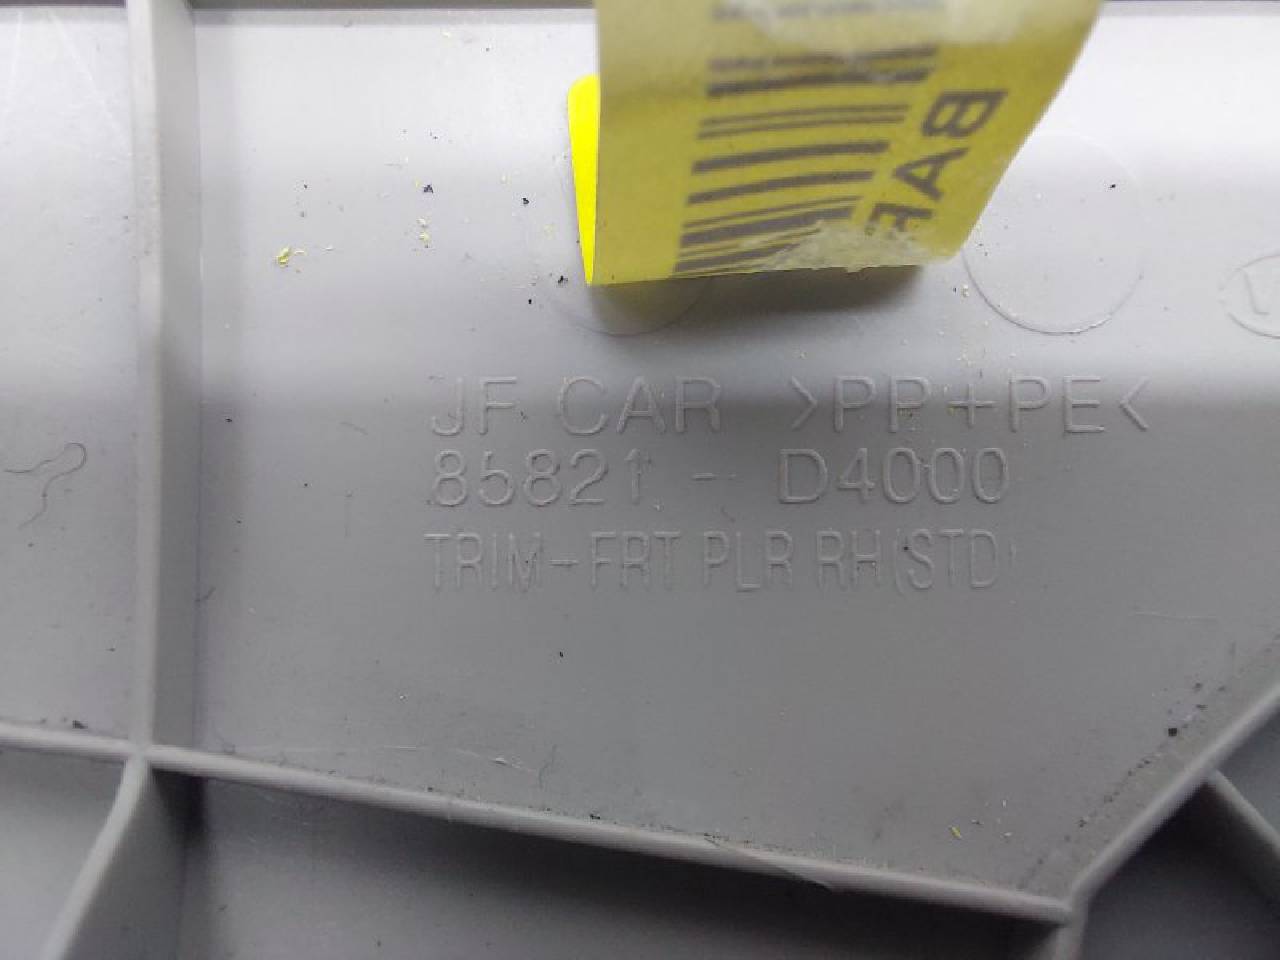 JF CAR >PP+PE<
85821 - D4000
TRIM-FRT PLR RH(STD)